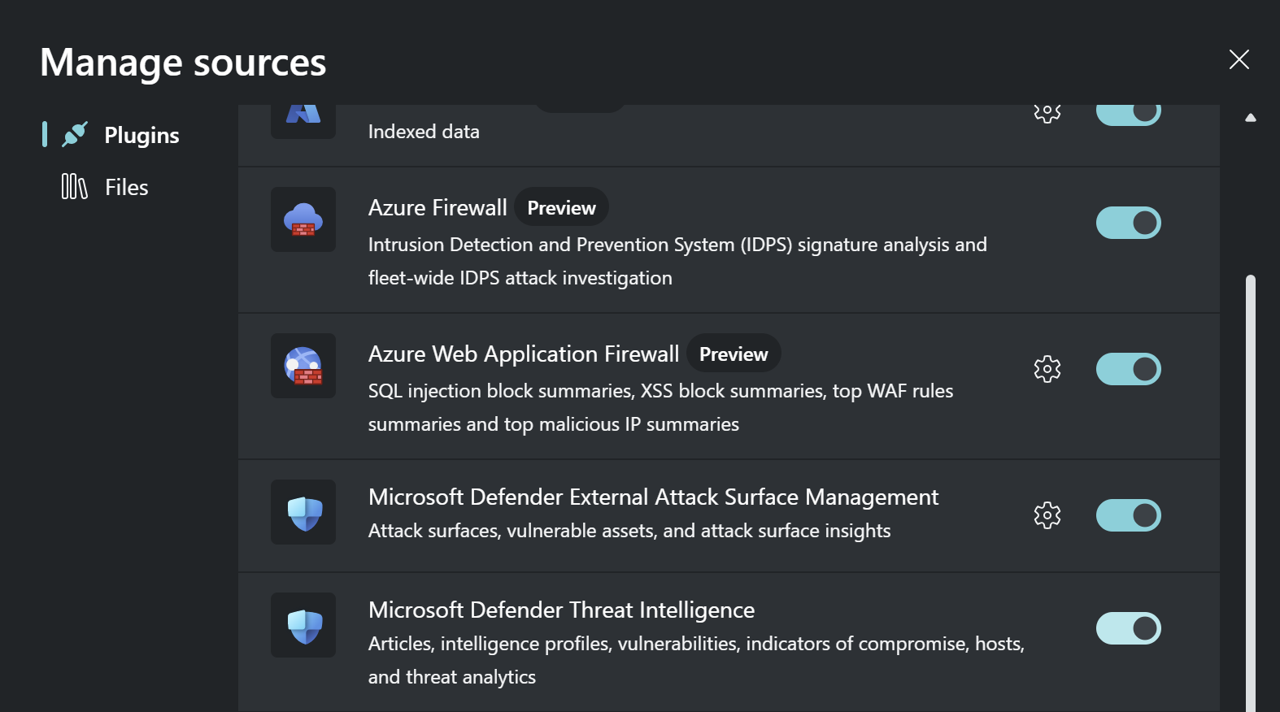 Manage sources
Plugins
Files
Indexed data
Azure Firewall Preview
Intrusion Detection and Prevention System (IDPS) signature analysis and
fleet-wide IDPS attack investigation
Azure Web Application Firewall Preview
SQL injection block summaries, XSS block summaries, top WAF rules
summaries and top malicious IP summaries
Microsoft Defender External Attack Surface Management
Attack surfaces, vulnerable assets, and attack surface insights
Microsoft Defender Threat Intelligence
Articles, intelligence profiles, vulnerabilities, indicators of compromise, hosts,
and threat analytics